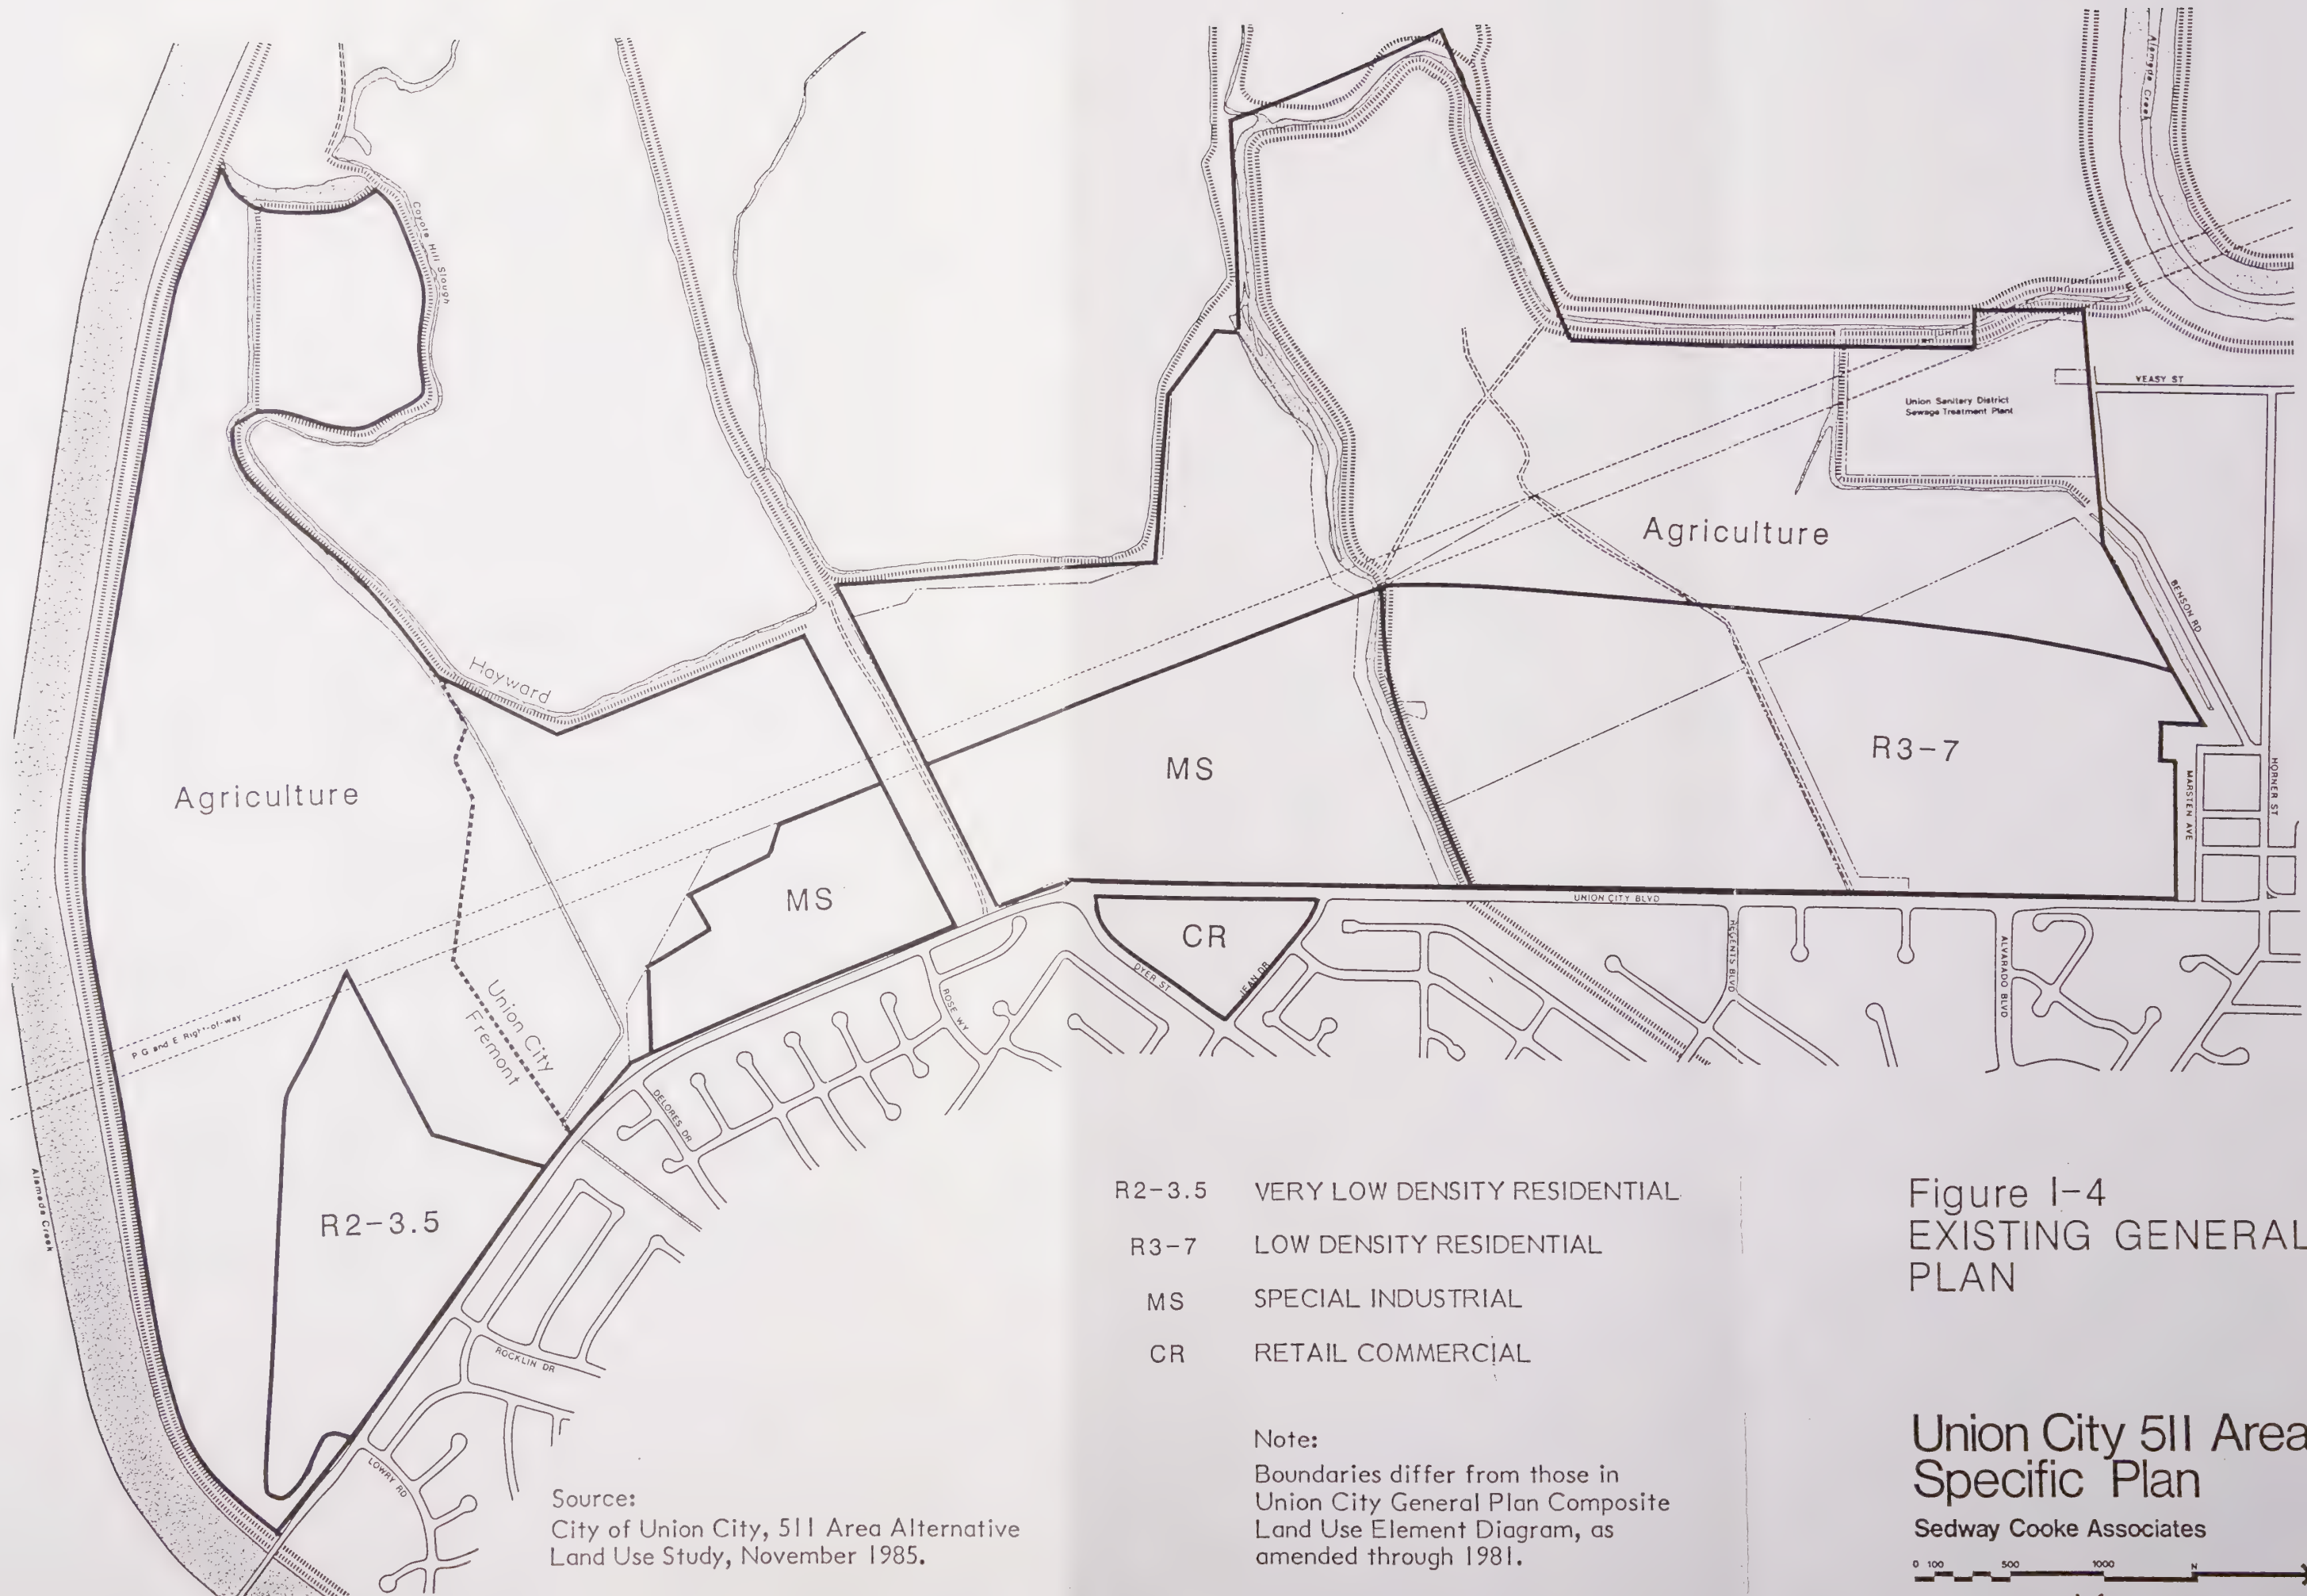 Alameda Creek
Coyote Hill Slough
VEASY ST
Union Sanitary District
Sewage Treatment Plant
Agriculture
BENSON RD
Hayward
MS
R3-7
Agriculture
MARSTEN AVE
HORNER ST
MS
UNION CITY BLVD
CR
DYER ST
JEAN DR
REGENTS BLVD
ALVARADO BLVD
ROSE WY
Union City
Fremont
P G and E Right-of-way
DELORES DR
Alameda Creek
R2-3.5
ROCKLIN DR
LOWRY RD
R2-3.5 VERY LOW DENSITY RESIDENTIAL
R3-7 LOW DENSITY RESIDENTIAL
MS SPECIAL INDUSTRIAL
CR RETAIL COMMERCIAL
Figure I-4
EXISTING GENERAL
PLAN
Source:
City of Union City, 511 Area Alternative
Land Use Study, November 1985.
Note:
Boundaries differ from those in
Union City General Plan Composite
Land Use Element Diagram, as
amended through 1981.
Union City 511 Area
Specific Plan
Sedway Cooke Associates
0 100 500 1000 N